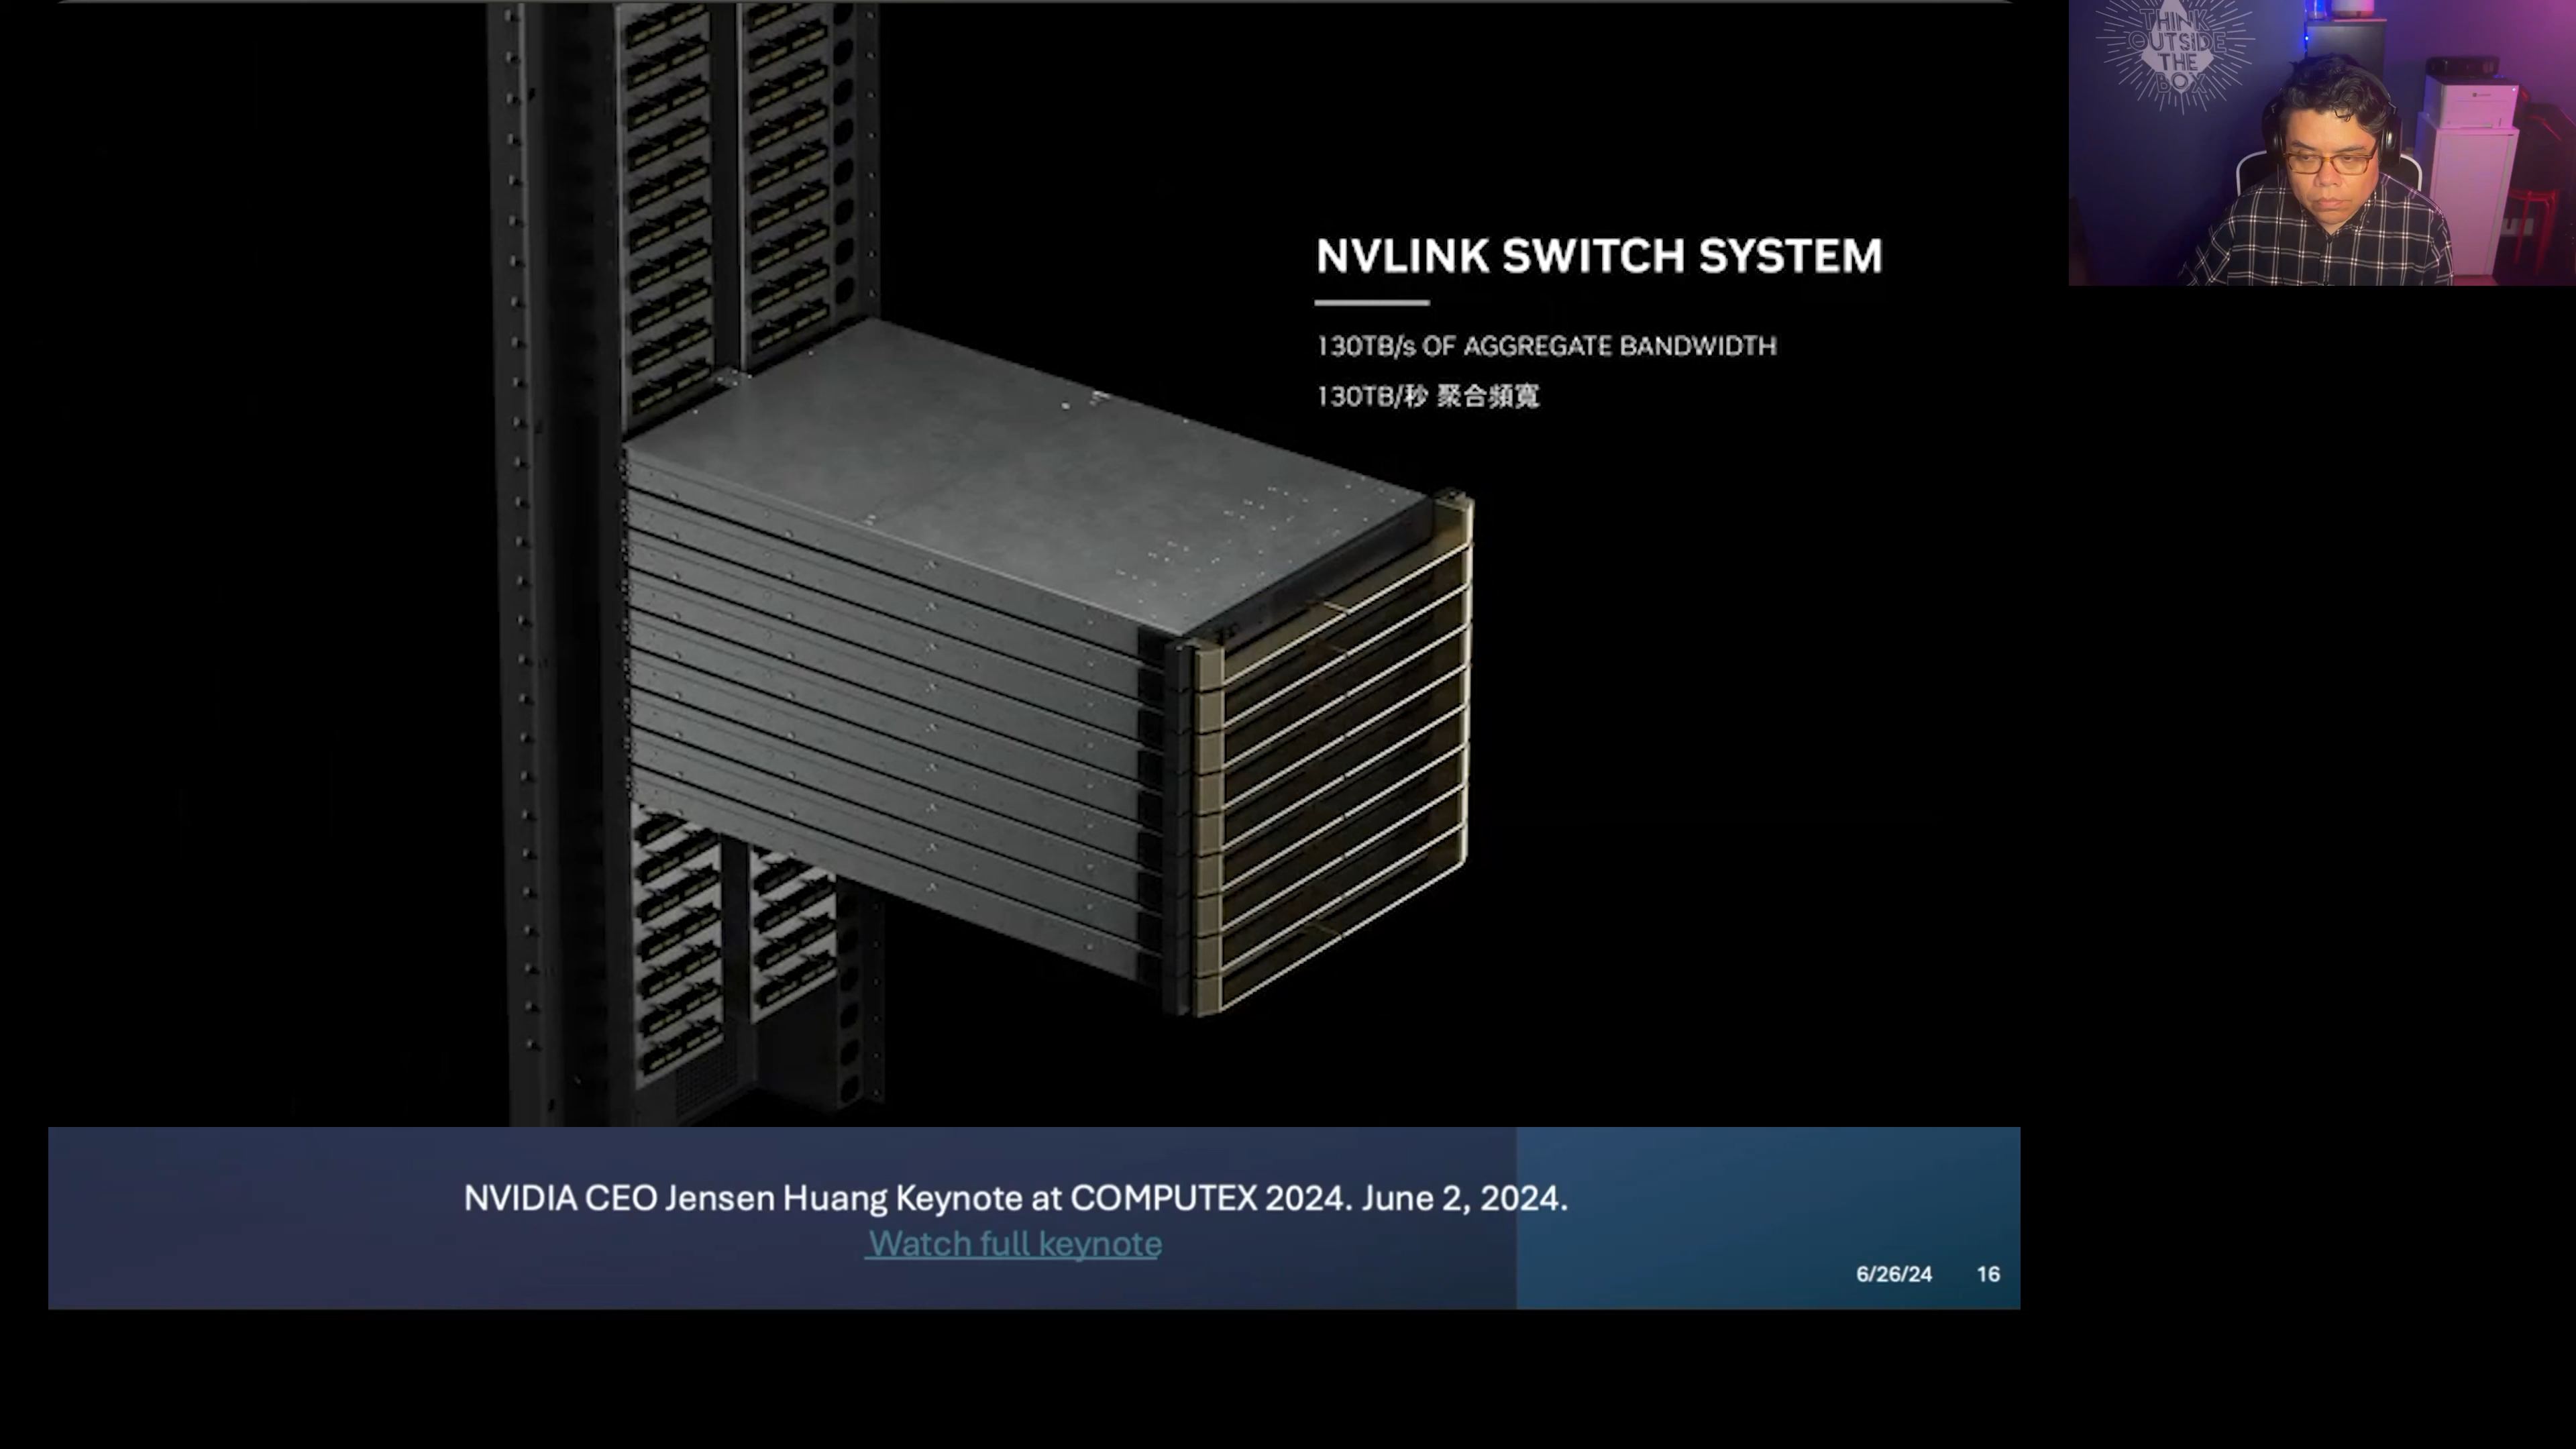 THINK
OUTSIDE
THE
BOX
NVLINK SWITCH SYSTEM
130TB/s OF AGGREGATE BANDWIDTH
130TB/秒 聚合頻寬
NVIDIA CEO Jensen Huang Keynote at COMPUTEX 2024. June 2, 2024.
Watch full keynote
6/26/24 16